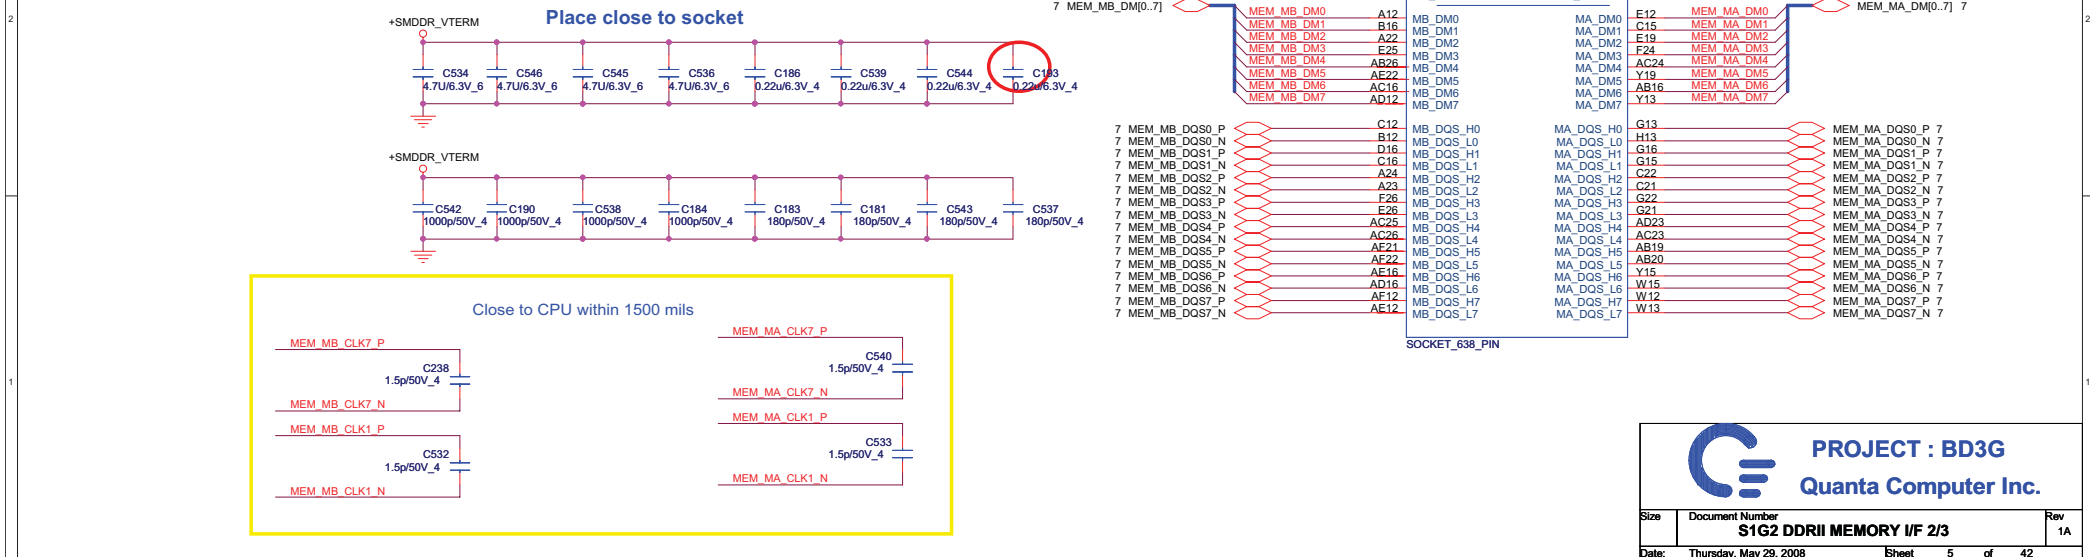 2
+SMDDR_VTERM
Place close to socket
C534 C546 C545 C536 C186 C539 C544 C193
4.7U/6.3V_6 4.7U/6.3V_6 4.7U/6.3V_6 4.7U/6.3V_6 0.22u/6.3V_4 0.22u/6.3V_4 0.22u/6.3V_4 0.22u/6.3V_4
+SMDDR_VTERM
C542 C190 C538 C184 C183 C181 C543 C537
1000p/50V_4 1000p/50V_4 1000p/50V_4 1000p/50V_4 180p/50V_4 180p/50V_4 180p/50V_4 180p/50V_4
Close to CPU within 1500 mils
MEM_MB_CLK7_P
C238
1.5p/50V_4
MEM_MB_CLK7_N
MEM_MB_CLK1_P
C532
1.5p/50V_4
MEM_MB_CLK1_N
MEM_MA_CLK7_P
C540
1.5p/50V_4
MEM_MA_CLK7_N
MEM_MA_CLK1_P
C533
1.5p/50V_4
MEM_MA_CLK1_N
1
7 MEM_MB_DM[0..7]
MEM_MA_DM[0..7] 7
MEM_MB_DM0 A12 MB_DM0 MA_DM0 E12 MEM_MA_DM0
MEM_MB_DM1 B16 MB_DM1 MA_DM1 C15 MEM_MA_DM1
MEM_MB_DM2 A22 MB_DM2 MA_DM2 E19 MEM_MA_DM2
MEM_MB_DM3 E25 MB_DM3 MA_DM3 F24 MEM_MA_DM3
MEM_MB_DM4 AB26 MB_DM4 MA_DM4 AC24 MEM_MA_DM4
MEM_MB_DM5 AE22 MB_DM5 MA_DM5 Y19 MEM_MA_DM5
MEM_MB_DM6 AC16 MB_DM6 MA_DM6 AB16 MEM_MA_DM6
MEM_MB_DM7 AD12 MB_DM7 MA_DM7 Y13 MEM_MA_DM7
7 MEM_MB_DQS0_P C12 MB_DQS_H0 MA_DQS_H0 G13 MEM_MA_DQS0_P 7
7 MEM_MB_DQS0_N B12 MB_DQS_L0 MA_DQS_L0 H13 MEM_MA_DQS0_N 7
7 MEM_MB_DQS1_P D16 MB_DQS_H1 MA_DQS_H1 G16 MEM_MA_DQS1_P 7
7 MEM_MB_DQS1_N C16 MB_DQS_L1 MA_DQS_L1 G15 MEM_MA_DQS1_N 7
7 MEM_MB_DQS2_P A24 MB_DQS_H2 MA_DQS_H2 C22 MEM_MA_DQS2_P 7
7 MEM_MB_DQS2_N A23 MB_DQS_L2 MA_DQS_L2 C21 MEM_MA_DQS2_N 7
7 MEM_MB_DQS3_P F26 MB_DQS_H3 MA_DQS_H3 G22 MEM_MA_DQS3_P 7
7 MEM_MB_DQS3_N E26 MB_DQS_L3 MA_DQS_L3 G21 MEM_MA_DQS3_N 7
7 MEM_MB_DQS4_P AC25 MB_DQS_H4 MA_DQS_H4 AD23 MEM_MA_DQS4_P 7
7 MEM_MB_DQS4_N AC26 MB_DQS_L4 MA_DQS_L4 AC23 MEM_MA_DQS4_N 7
7 MEM_MB_DQS5_P AF21 MB_DQS_H5 MA_DQS_H5 AB19 MEM_MA_DQS5_P 7
7 MEM_MB_DQS5_N AF22 MB_DQS_L5 MA_DQS_L5 AB20 MEM_MA_DQS5_N 7
7 MEM_MB_DQS6_P AE16 MB_DQS_H6 MA_DQS_H6 Y15 MEM_MA_DQS6_P 7
7 MEM_MB_DQS6_N AD16 MB_DQS_L6 MA_DQS_L6 W15 MEM_MA_DQS6_N 7
7 MEM_MB_DQS7_P AF12 MB_DQS_H7 MA_DQS_H7 W12 MEM_MA_DQS7_P 7
7 MEM_MB_DQS7_N AE12 MB_DQS_L7 MA_DQS_L7 W13 MEM_MA_DQS7_N 7
SOCKET_638_PIN
2
1
PROJECT : BD3G
Quanta Computer Inc.
Size Document Number Rev
S1G2 DDRII MEMORY I/F 2/3 1A
Date: Thursday, May 29, 2008 Sheet 5 of 42